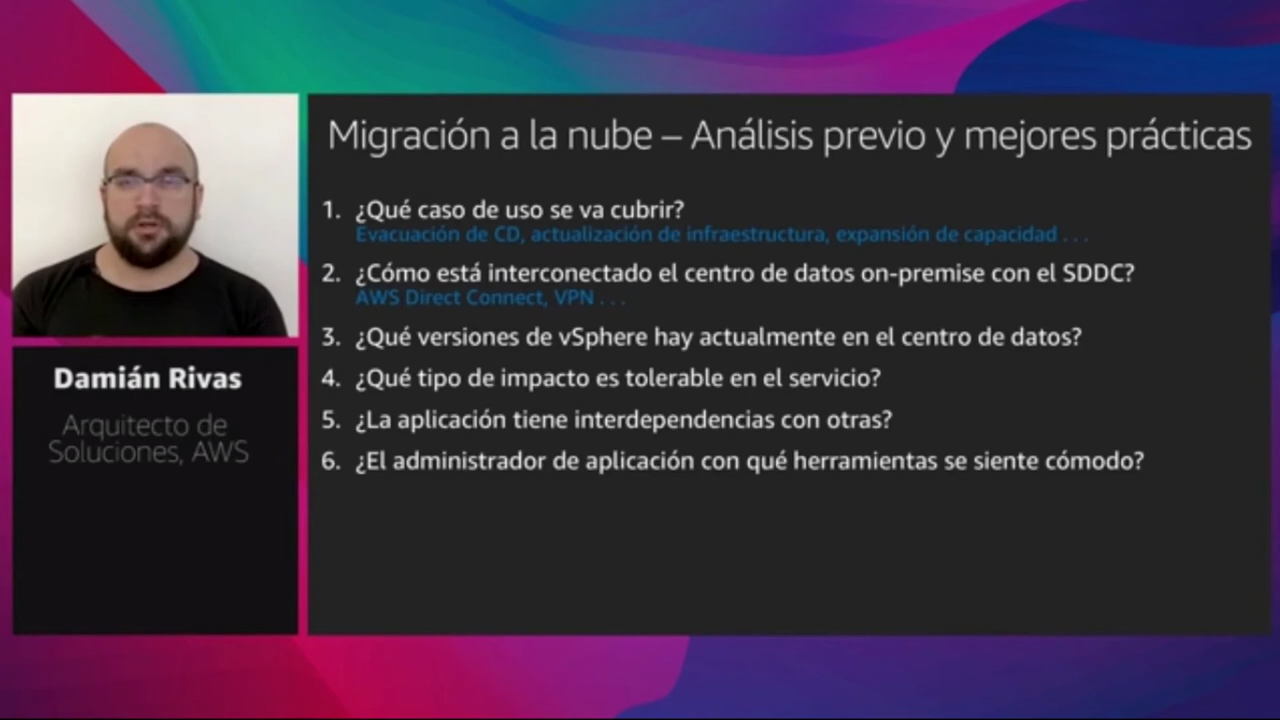 Migración a la nube – Análisis previo y mejores prácticas
1. ¿Qué caso de uso se va cubrir?
Evacuación de CD, actualización de infraestructura, expansión de capacidad . . .
2. ¿Cómo está interconectado el centro de datos on-premise con el SDDC?
AWS Direct Connect, VPN . . .
3. ¿Qué versiones de vSphere hay actualmente en el centro de datos?
4. ¿Qué tipo de impacto es tolerable en el servicio?
5. ¿La aplicación tiene interdependencias con otras?
6. ¿El administrador de aplicación con qué herramientas se siente cómodo?
Damián Rivas
Arquitecto de
Soluciones, AWS